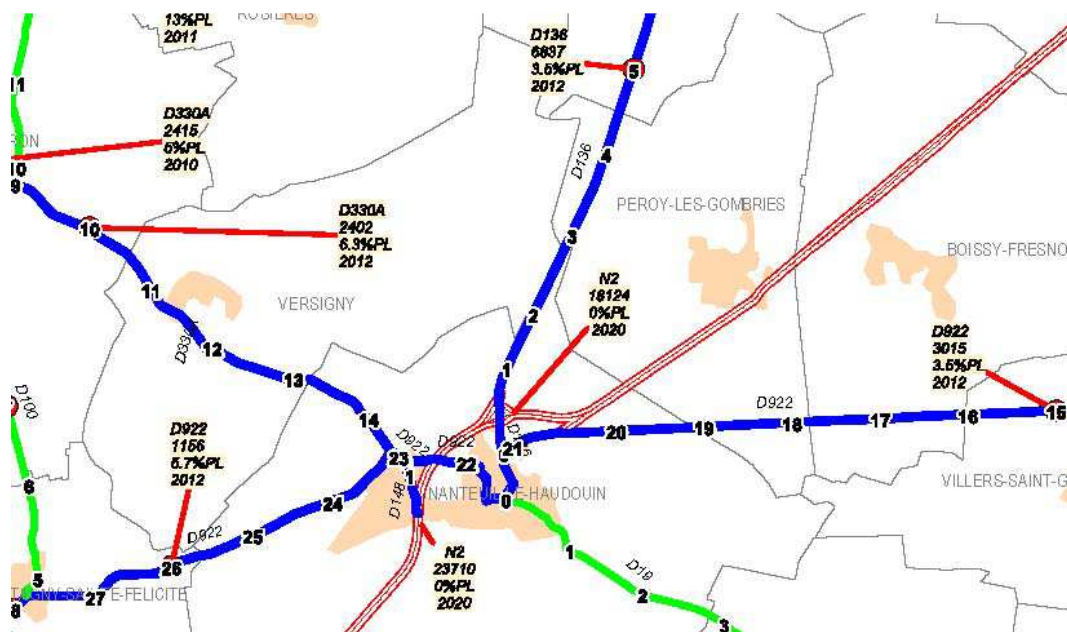 ROSIERES
13%PL
2011
D136
6837
3.5%PL
2012
11
5
D330A
2415
5%PL
2010
RON
10
9
4
D136
PEROY-LES-GOMBRIES
D330A
2402
6.3%PL
2012
10
3
BOISSY-FRESNO
N2
18124
0%PL
2020
11
VERSIGNY
2
D922
3015
3.5%PL
2012
12
1
13
D100
14
D922
15
16
17
18
19
20
D922
1156
5.7%PL
2012
D922
D922
21
23
22
1
6
D148
NANTEUIL-LE-HAUDOUIN
0
VILLERS-SAINT-G
24
D922
25
N2
23710
0%PL
2020
1
26
5
D19
27
8
2
3